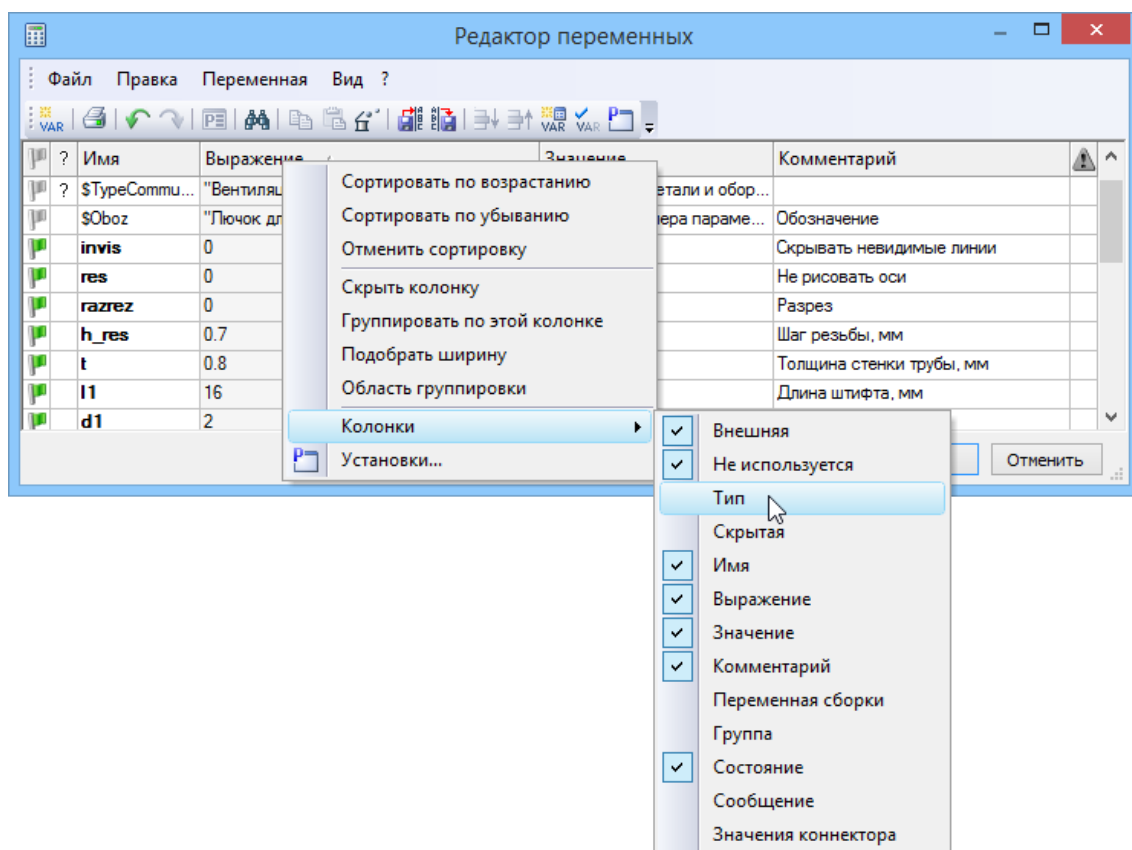 Редактор переменных
Файл Правка Переменная Вид ?
VAR PE VAR VAR P
? Имя Выражение Значение Комментарий
? $TypeCommu... "Вентиляц етали и обор...
$Oboz "Лючок дл ера параме... Обозначение
invis 0 Скрывать невидимые линии
res 0 Не рисовать оси
razrez 0 Разрез
h_res 0.7 Шаг резьбы, мм
t 0.8 Толщина стенки трубы, мм
l1 16 Длина штифта, мм
d1 2
Отменить
Сортировать по возрастанию
Сортировать по убыванию
Отменить сортировку
Скрыть колонку
Группировать по этой колонке
Подобрать ширину
Область группировки
Колонки
Установки...
Внешняя
Не используется
Тип
Скрытая
Имя
Выражение
Значение
Комментарий
Переменная сборки
Группа
Состояние
Сообщение
Значения коннектора